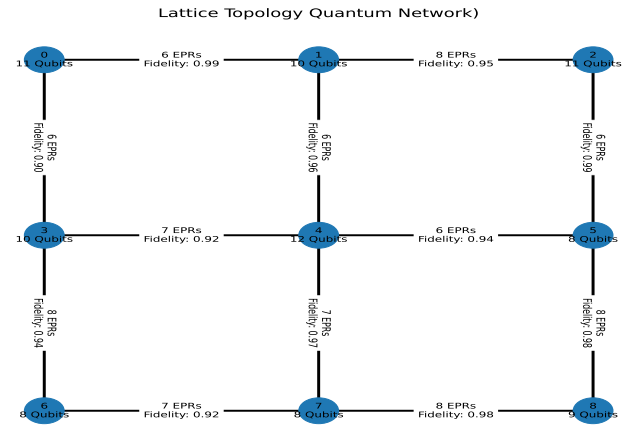 Lattice Topology Quantum Network)
0
11 Qubits
6 EPRs
Fidelity: 0.99
1
10 Qubits
8 EPRs
Fidelity: 0.95
2
11 Qubits
6 EPRs
Fidelity: 0.90
6 EPRs
Fidelity: 0.96
6 EPRs
Fidelity: 0.99
3
10 Qubits
7 EPRs
Fidelity: 0.92
4
12 Qubits
6 EPRs
Fidelity: 0.94
5
8 Qubits
8 EPRs
Fidelity: 0.94
7 EPRs
Fidelity: 0.97
8 EPRs
Fidelity: 0.98
6
8 Qubits
7 EPRs
Fidelity: 0.92
7
8 Qubits
8 EPRs
Fidelity: 0.98
8
9 Qubits